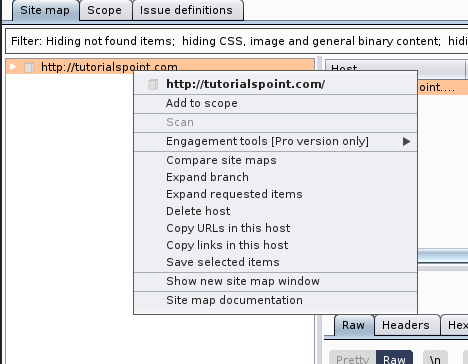 Site map Scope Issue definitions
Filter: Hiding not found items; hiding CSS, image and general binary content; hidi
http://tutorialspoint.com
Host
http://tutorialspoint.com/
oint....
Add to scope
Scan
Engagement tools [Pro version only]
Compare site maps
Expand branch
Expand requested items
Delete host
Copy URLs in this host
Copy links in this host
Save selected items
Show new site map window
Site map documentation
Raw Headers Hex
Pretty Raw \n